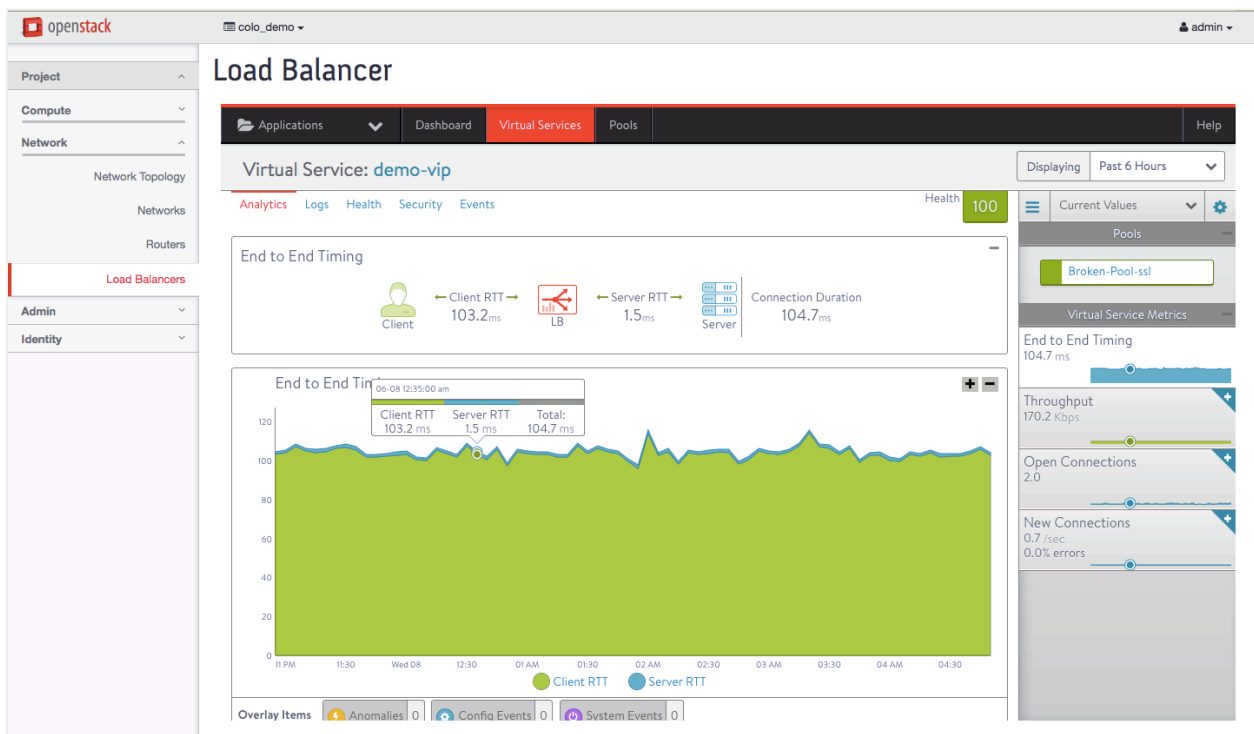 openstack
colo_demo
admin
Project
Compute
Network
Network Topology
Networks
Routers
Load Balancers
Admin
Identity
Load Balancer
Applications Dashboard Virtual Services Pools Help
Virtual Service: demo-vip
Displaying Past 6 Hours
Analytics Logs Health Security Events
Health 100
End to End Timing
Client RTT
103.2ms
Server RTT
1.5ms
Connection Duration
104.7ms
Client
LB
Server
End to End
06-08 12:35:00 am
Client RTT Server RTT Total:
103.2 ms 1.5 ms 104.7 ms
120
100
80
60
40
20
0
11 PM 11:30 Wed 08 12:30 01 AM 01:30 02 AM 02:30 03 AM 03:30 04 AM 04:30
Client RTT Server RTT
Overlay Items Anomalies 0 Config Events 0 System Events 0
Current Values
Pools
Broken-Pool-ssl
Virtual Service Metrics
End to End Timing
104.7 ms
Throughput
170.2 Kbps
Open Connections
2.0
New Connections
0.7 /sec
0.0% errors